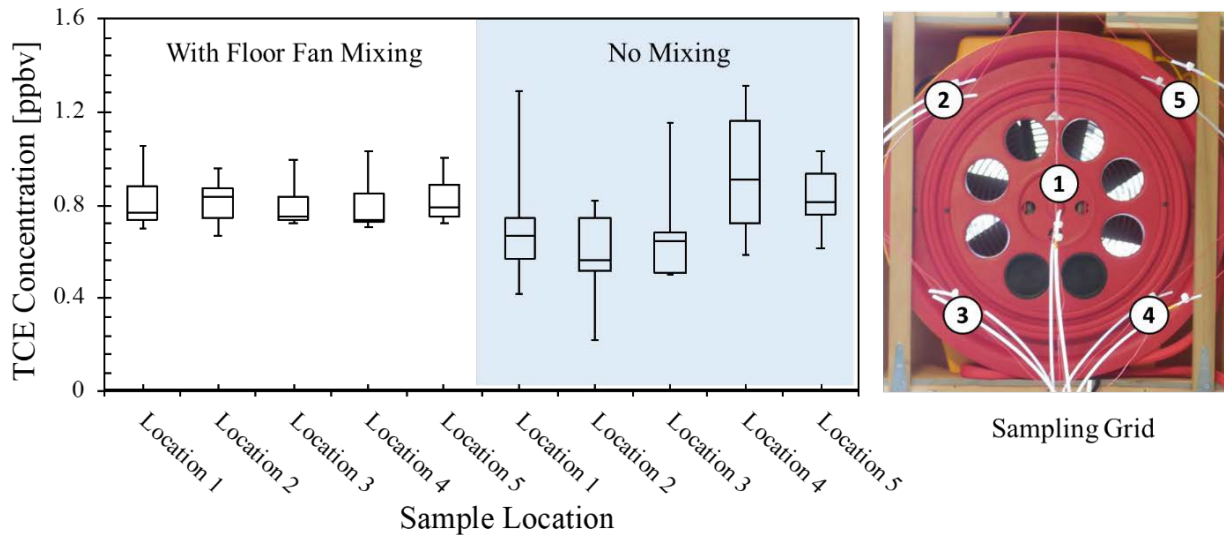 TCE Concentration [ppbv]
1.6
1.2
0.8
0.4
0
With Floor Fan Mixing
No Mixing
Location 1
Location 2
Location 3
Location 4
Location 5
Location 1
Location 2
Location 3
Location 4
Location 5
Sample Location
2
5
1
3
4
Sampling Grid